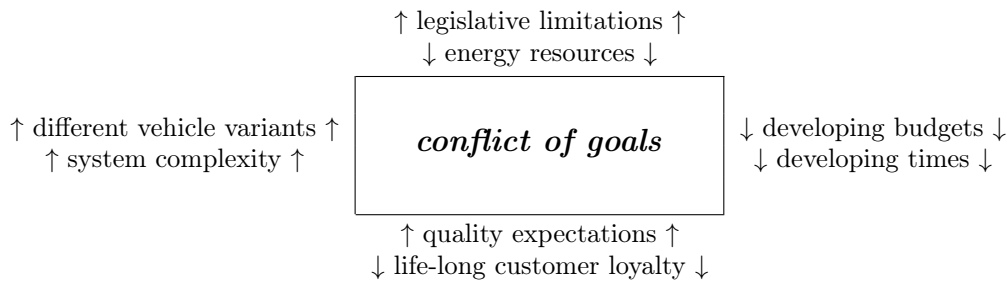 ↑ legislative limitations ↑
↓ energy resources ↓
↑ different vehicle variants ↑
↑ system complexity ↑
conflict of goals
↓ developing budgets ↓
↓ developing times ↓
↑ quality expectations ↑
↓ life-long customer loyalty ↓